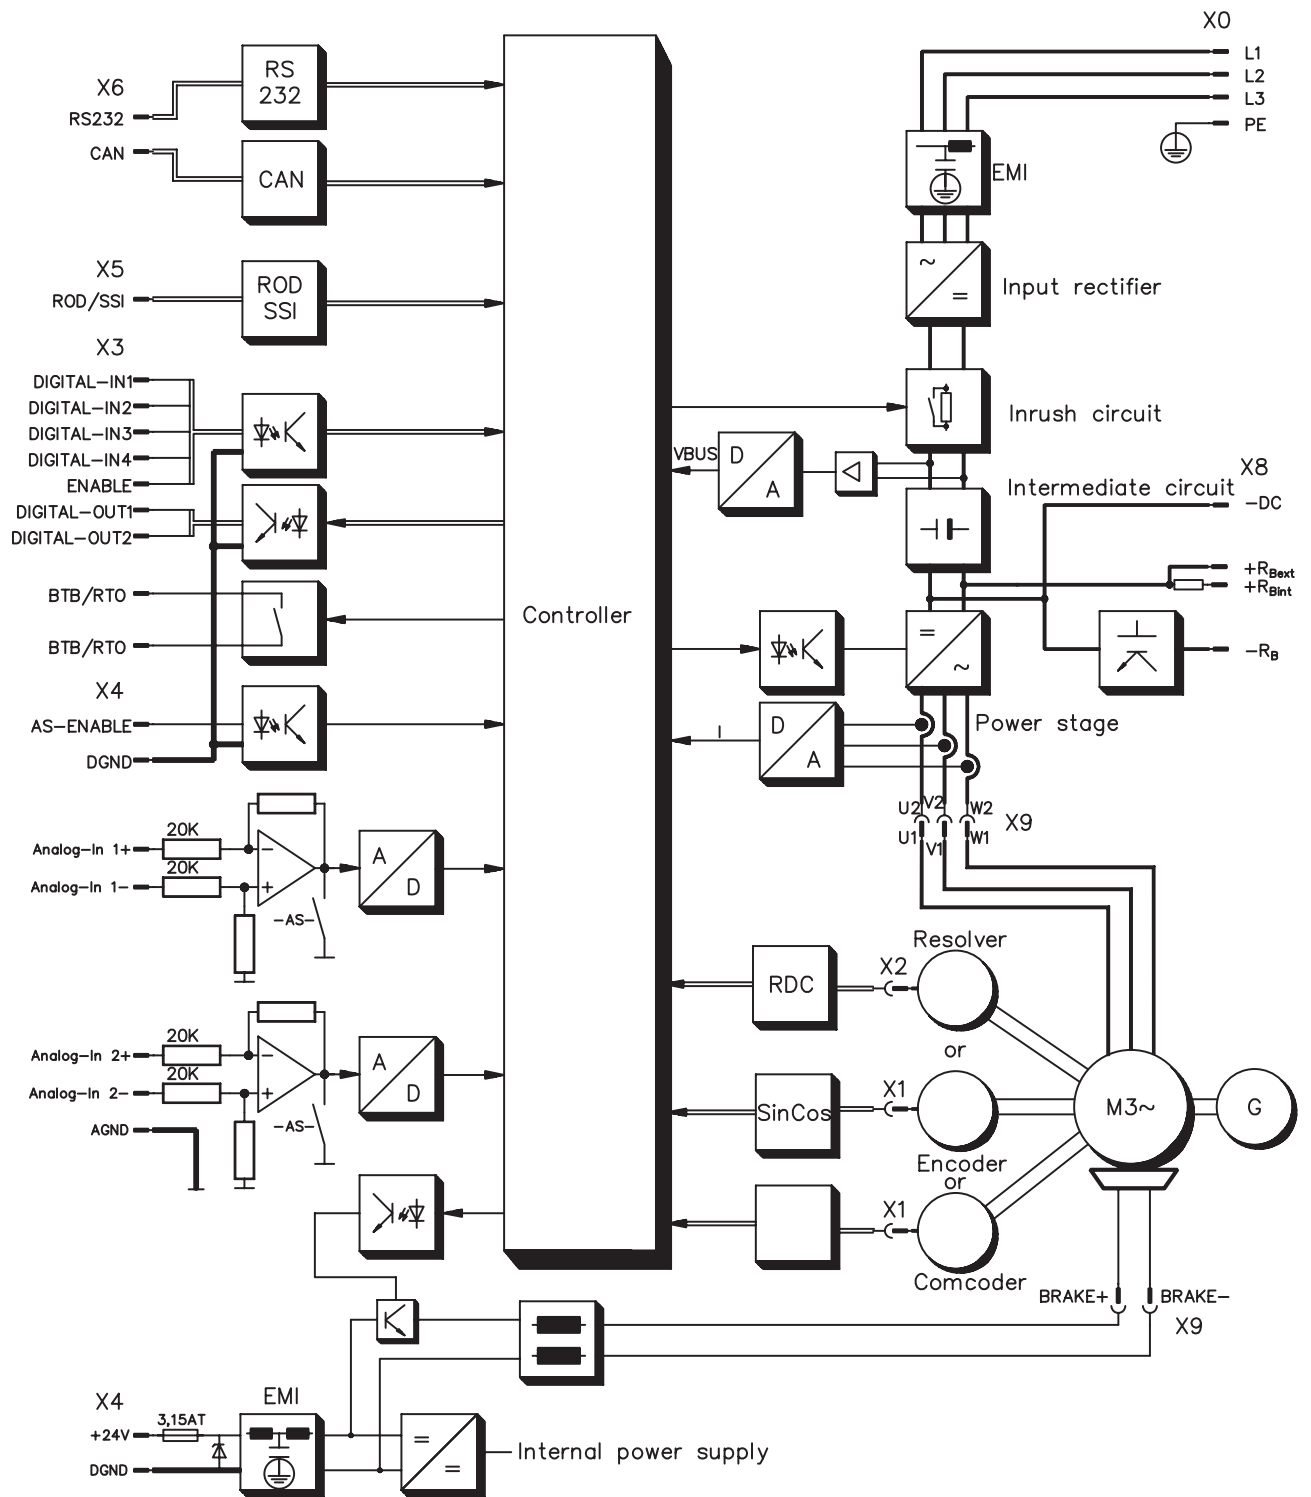 X0
L1
L2
L3
PE
EMI
Input rectifier
Inrush circuit
VBUS
D
A
Intermediate circuit
X8
-DC
+RBext
+RBint
-RB
=
~
Power stage
I
D
A
U2 V2 W2
U1 V1 W1
X9
X6
RS232
RS
232
CAN
CAN
X5
ROD/SSI
ROD
SSI
X3
DIGITAL-IN1
DIGITAL-IN2
DIGITAL-IN3
DIGITAL-IN4
ENABLE
DIGITAL-OUT1
DIGITAL-OUT2
BTB/RTO
BTB/RTO
X4
AS-ENABLE
DGND
Controller
Analog-In 1+
20K
Analog-In 1-
20K
-
+
-AS-
A
D
Analog-In 2+
20K
Analog-In 2-
20K
-
+
-AS-
A
D
AGND
RDC
X2
Resolver
or
SinCos
X1
Encoder
or
X1
Comcoder
M3~
G
BRAKE+
BRAKE-
X9
X4
+24V
3,15AT
DGND
EMI
=
=
Internal power supply
~
=